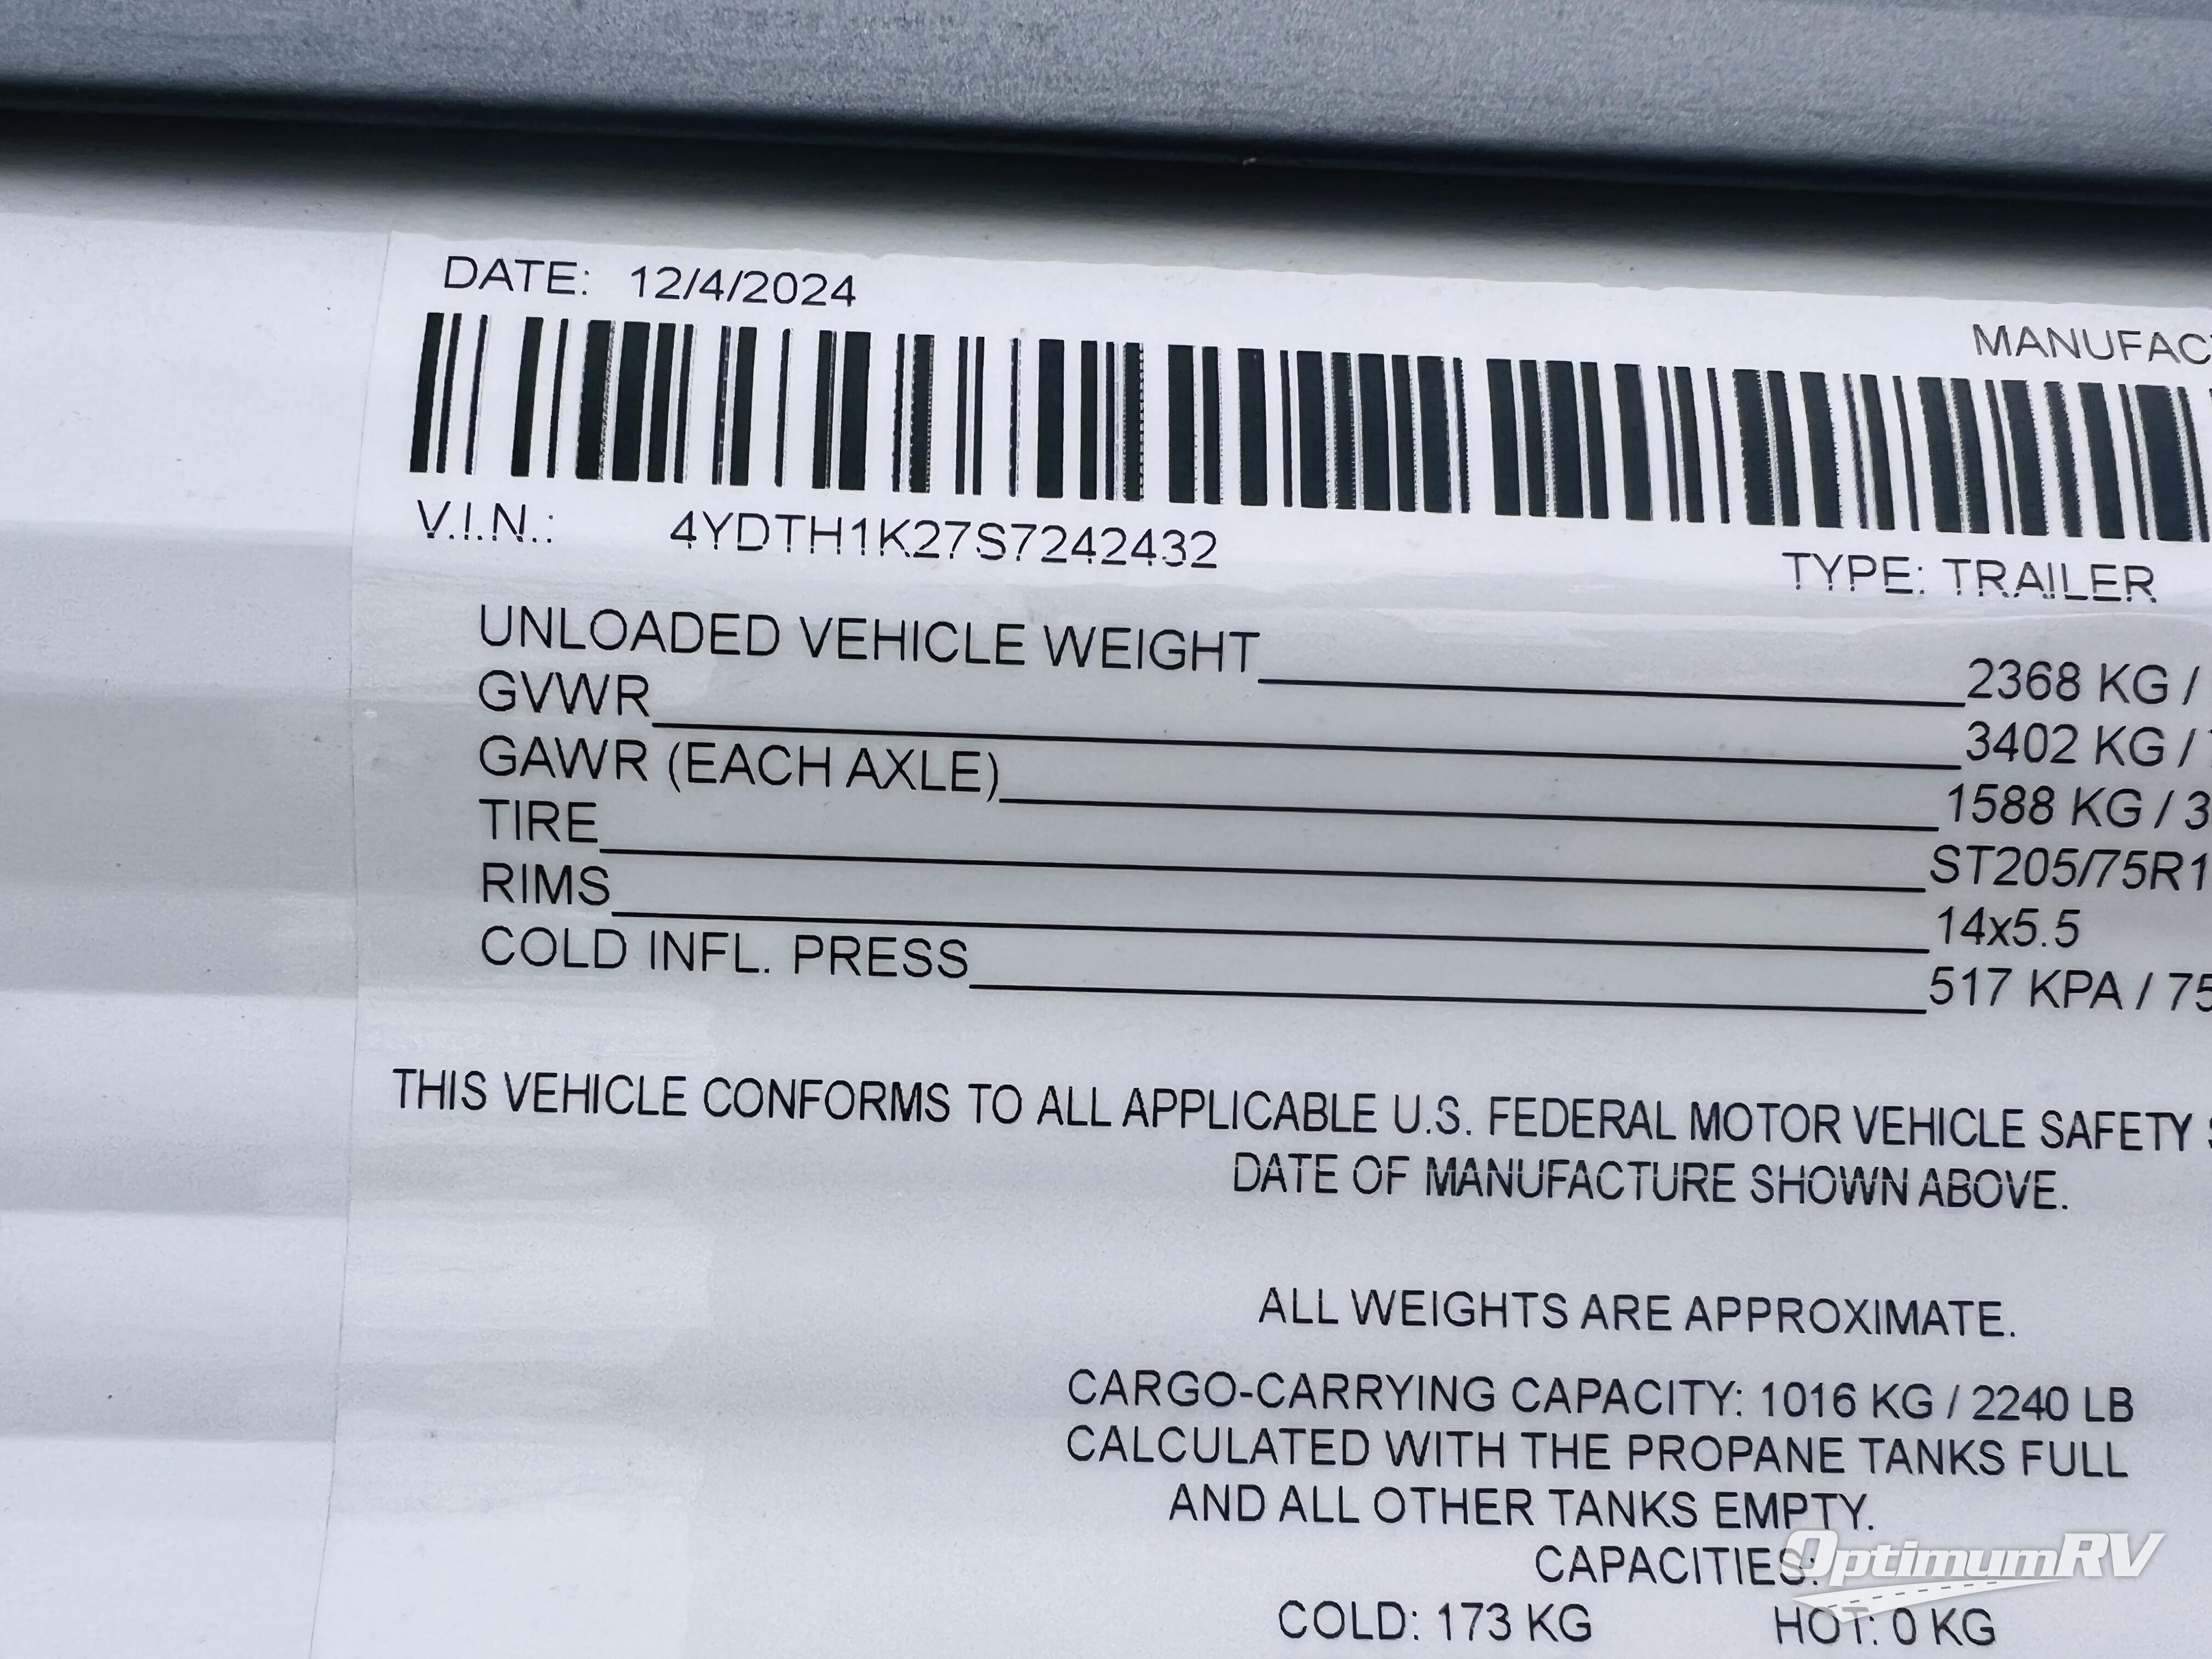 DATE: 12/4/2024
MANUFAC
V.I.N.: 4YDTH1K27S7242432
TYPE: TRAILER
UNLOADED VEHICLE WEIGHT 2368 KG /
GVWR 3402 KG /
GAWR (EACH AXLE) 1588 KG / 3
TIRE ST205/75R1
RIMS 14x5.5
COLD INFL. PRESS 517 KPA / 75
THIS VEHICLE CONFORMS TO ALL APPLICABLE U.S. FEDERAL MOTOR VEHICLE SAFETY
DATE OF MANUFACTURE SHOWN ABOVE.
ALL WEIGHTS ARE APPROXIMATE.
CARGO-CARRYING CAPACITY: 1016 KG / 2240 LB
CALCULATED WITH THE PROPANE TANKS FULL
AND ALL OTHER TANKS EMPTY.
CAPACITIES:
COLD: 173 KG HOT: 0 KG
OptimumRV